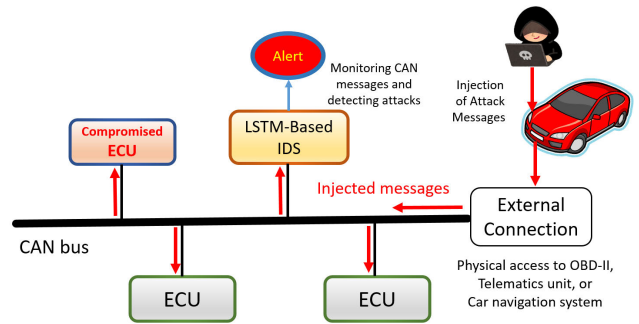 Alert
Monitoring CAN
messages and
detecting attacks
Injection
of Attack
Messages
Compromised
ECU
LSTM-Based
IDS
Injected messages
External
Connection
CAN bus
Physical access to OBD-II,
Telematics unit, or
Car navigation system
ECU
ECU